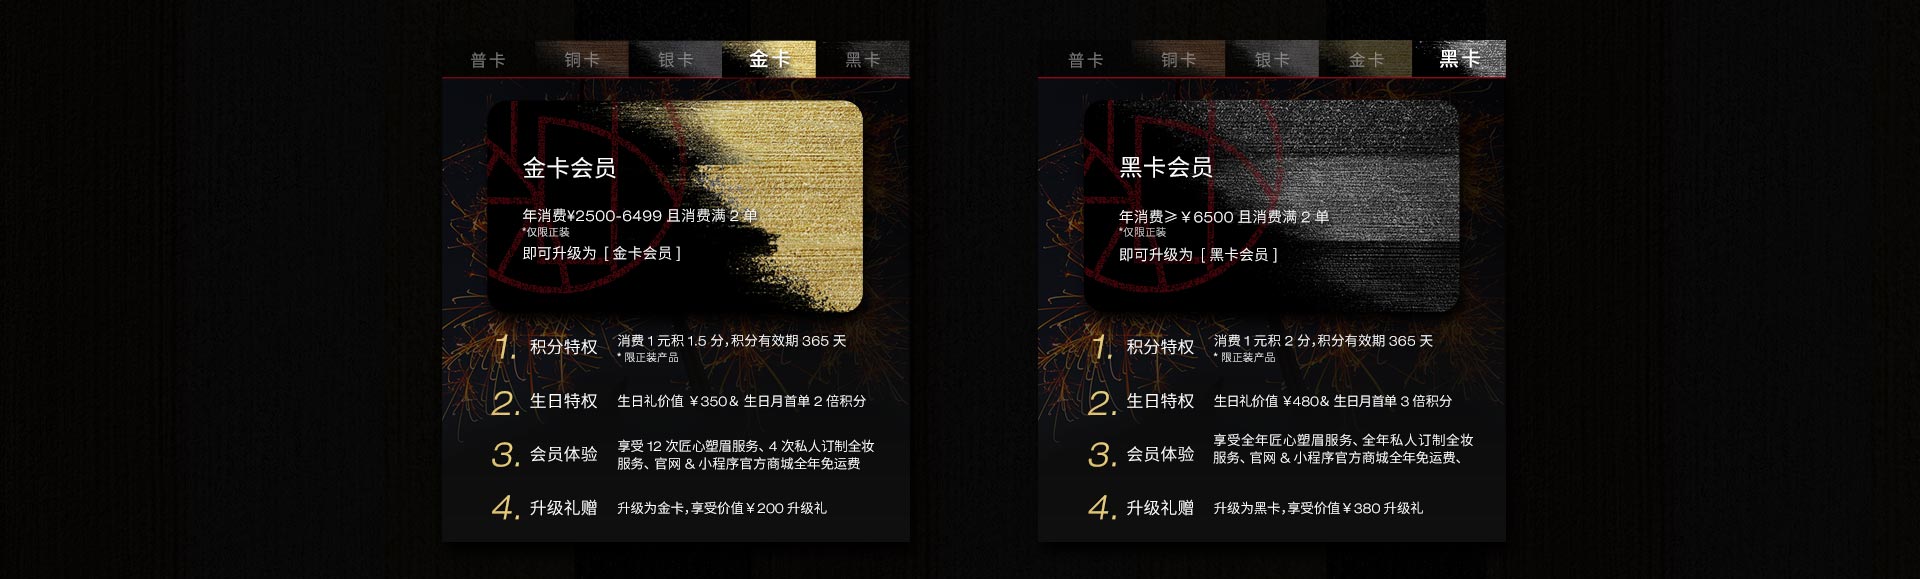 普卡 铜卡 银卡 金卡 黑卡
金卡会员
年消费¥2500-6499 且消费满 2 单
*仅限正装
即可升级为 [ 金卡会员 ]
1. 积分特权 消费 1 元积 1.5 分,积分有效期 365 天
* 限正装产品
2. 生日特权 生日礼价值 ¥350& 生日月首单 2 倍积分
3. 会员体验 享受 12 次匠心塑眉服务、4 次私人订制全妆
服务、官网 & 小程序官方商城全年免运费
4. 升级礼赠 升级为金卡,享受价值¥200 升级礼
普卡 铜卡 银卡 金卡 黑卡
黑卡会员
年消费≥¥6500 且消费满 2 单
*仅限正装
即可升级为 [ 黑卡会员 ]
1. 积分特权 消费 1 元积 2 分,积分有效期 365 天
* 限正装产品
2. 生日特权 生日礼价值 ¥480& 生日月首单 3 倍积分
3. 会员体验 享受全年匠心塑眉服务、全年私人订制全妆
服务、官网 & 小程序官方商城全年免运费、
4. 升级礼赠 升级为黑卡,享受价值¥380 升级礼